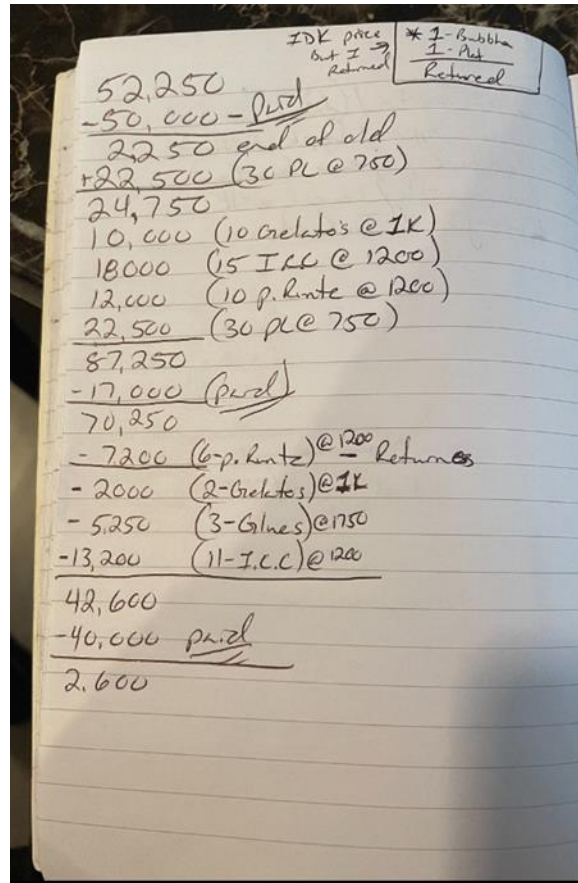 IDK price
But I →
Returned
* 1-Bubbha
1-Plat
Returned
52,250
-50,000 - Paid
2,250 end of old
+22,500 (30 PL @ 750)
24,750
10,000 (10 Gelato's @ 1K)
18000 (15 ICC @ 1200)
12,000 (10 p. Runtz @ 1200)
22,500 (30 PL @ 750)
87,250
-17,000 (paid)
70,250
- 7200 (6-p. Runtz) @ 1200 - Returnes
- 2000 (2-Gelatos) @ 1K
- 5,250 (3-Glues) @ 1750
-13,200 (11-I.C.C) @ 1200
42,600
-40,000 paid
2.600